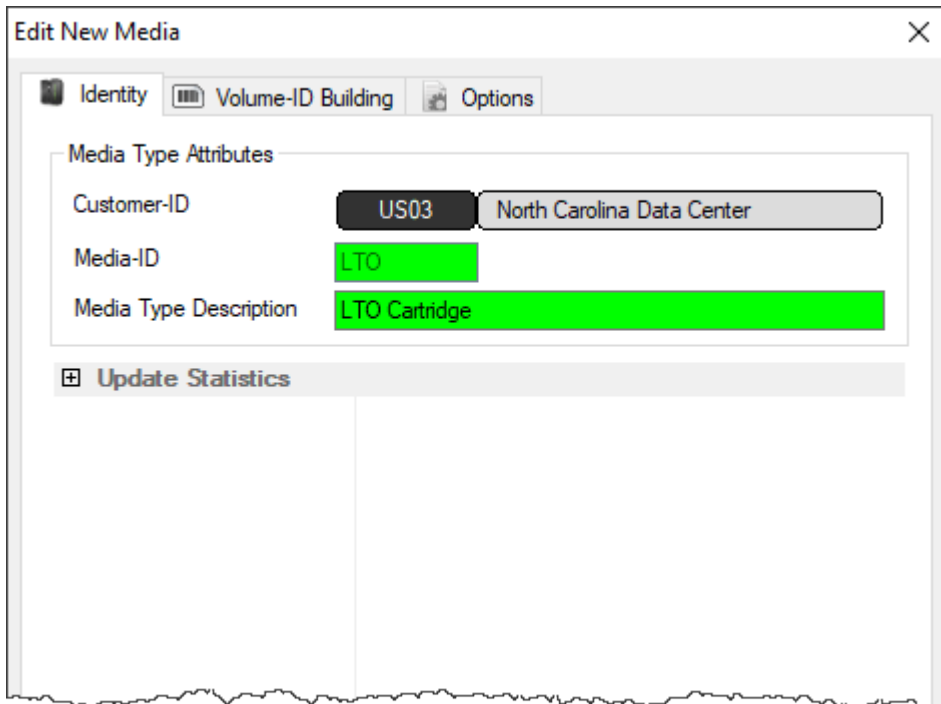 Edit New Media
Identity Volume-ID Building Options
Media Type Attributes
Customer-ID US03 North Carolina Data Center
Media-ID LTO
Media Type Description LTO Cartridge
Update Statistics